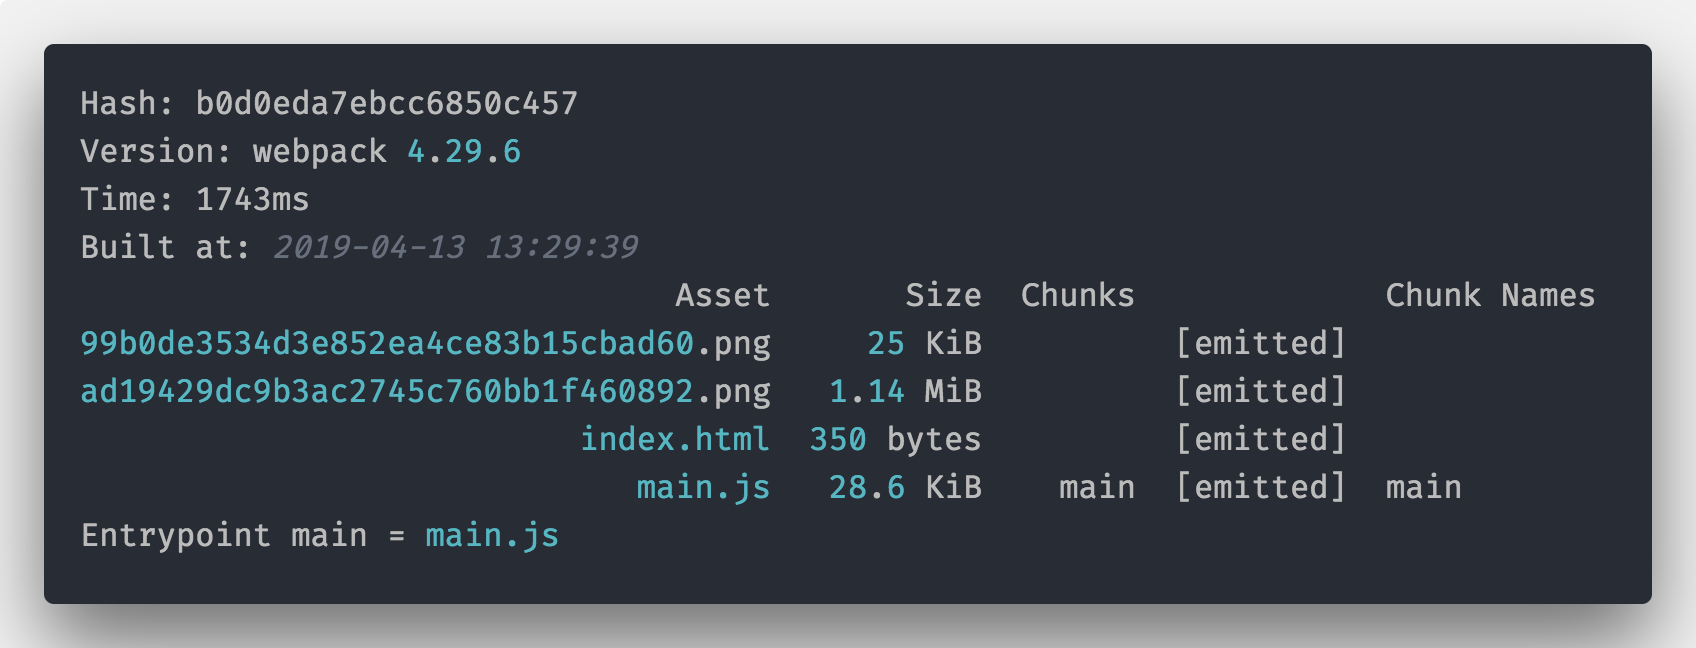 Hash: b0d0eda7ebcc6850c457
Version: webpack 4.29.6
Time: 1743ms
Built at: 2019-04-13 13:29:39
Asset Size Chunks Chunk Names
99b0de3534d3e852ea4ce83b15cbad60.png 25 KiB [emitted]
ad19429dc9b3ac2745c760bb1f460892.png 1.14 MiB [emitted]
index.html 350 bytes [emitted]
main.js 28.6 KiB main [emitted] main
Entrypoint main = main.js